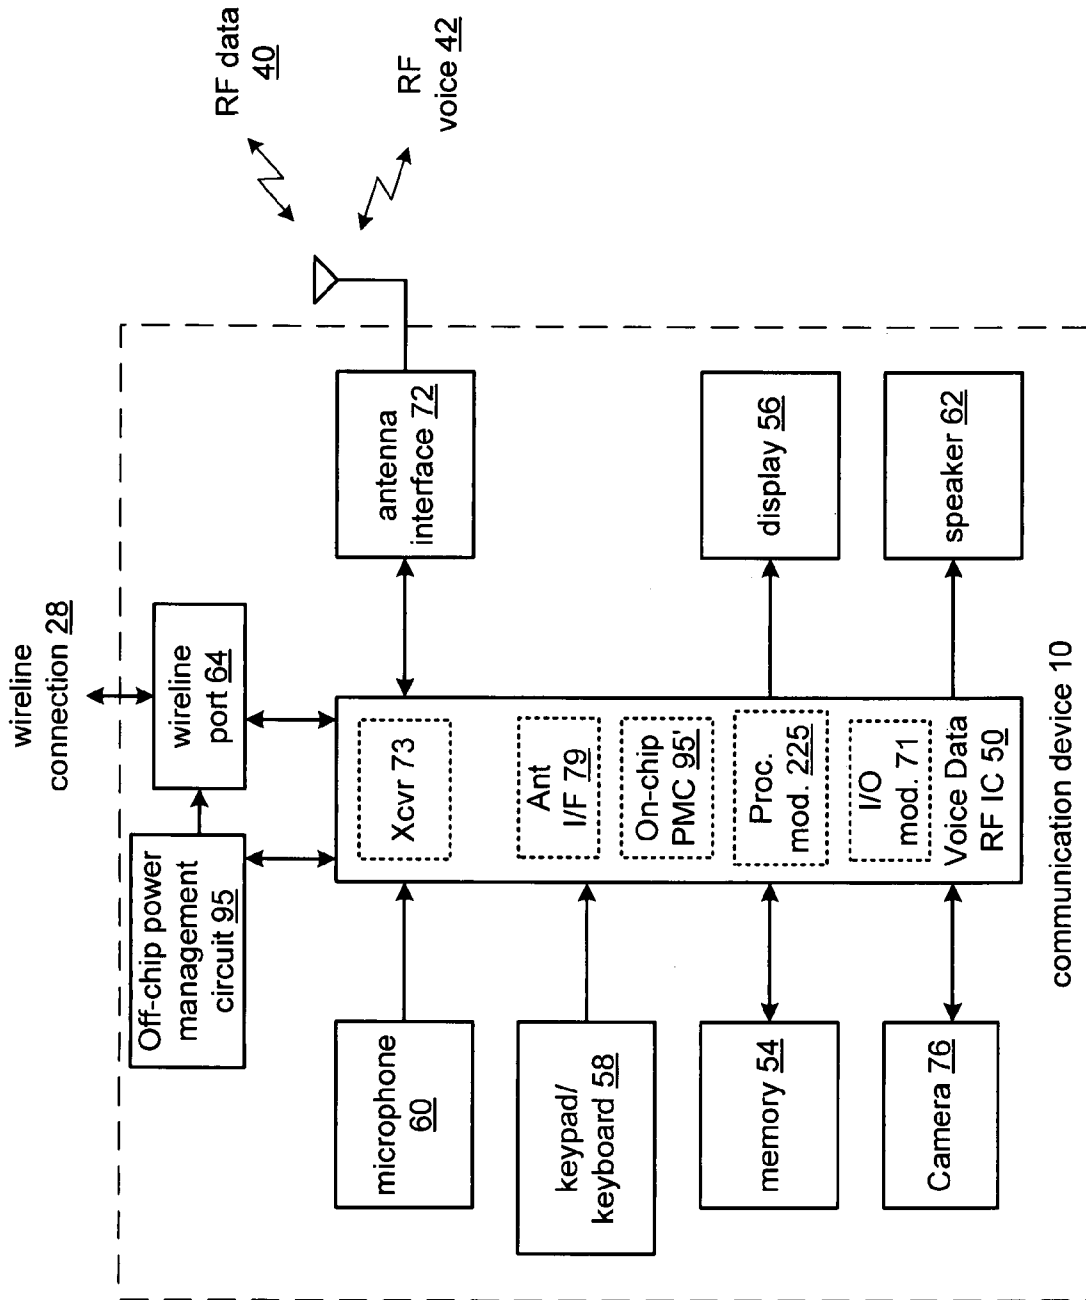 RF data
40
RF
voice 42
wireline
connection 28
Off-chip power
management
circuit 95
wireline
port 64
antenna
interface 72
microphone
60
keypad/
keyboard 58
memory 54
Camera 76
Xcvr 73
Ant
I/F 79
On-chip
PMC 95'
Proc.
mod. 225
I/O
mod. 71
Voice Data
RF IC 50
display 56
speaker 62
communication device 10